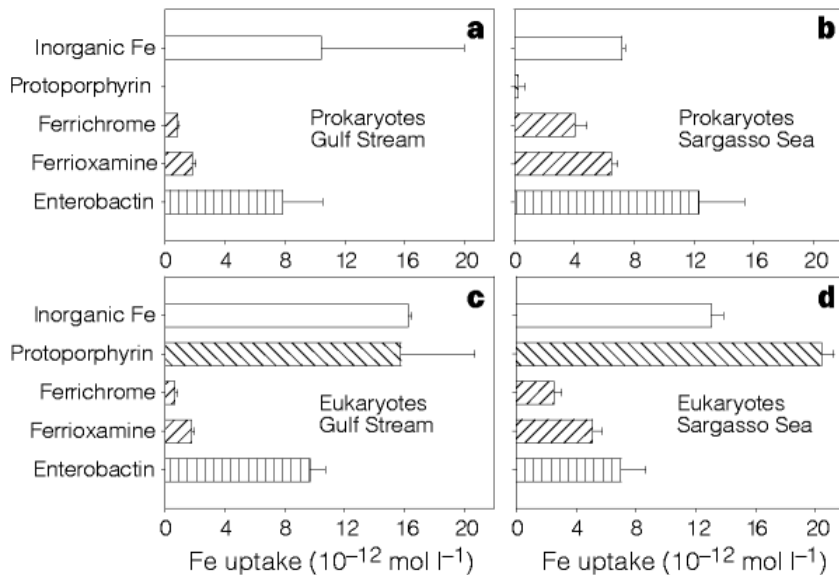 a
Inorganic Fe
Protoporphyrin
Ferrichrome
Ferrioxamine
Enterobactin
Prokaryotes
Gulf Stream
0 4 8 12 16 20
b
Prokaryotes
Sargasso Sea
0 4 8 12 16 20
c
Inorganic Fe
Protoporphyrin
Ferrichrome
Ferrioxamine
Enterobactin
Eukaryotes
Gulf Stream
0 4 8 12 16 20
Fe uptake (10⁻¹² mol l⁻¹)
d
Eukaryotes
Sargasso Sea
0 4 8 13 16 20
Fe uptake (10⁻¹² mol l⁻¹)